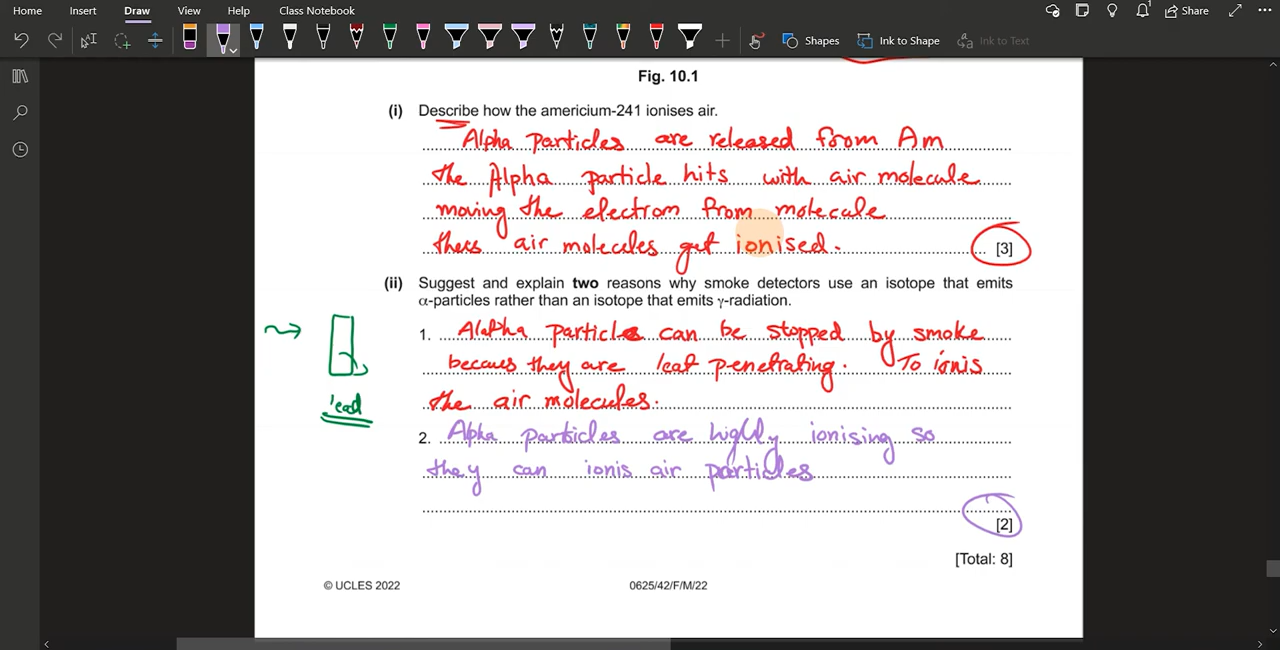 Home Insert Draw View Help Class Notebook Share
Shapes Ink to Shape Ink to Text
Fig. 10.1
(i) Describe how the americium-241 ionises air.
Alpha particles are released from Am
the Alpha particle hits with air molecule
moving the electrom from molecule
thess air molecules get ionised.
[3]
(ii) Suggest and explain two reasons why smoke detectors use an isotope that emits
α-particles rather than an isotope that emits γ-radiation.
1. Alalpha particles can be stopped by smoke
becaues they are leat penetrating. To ionis
the air molecules.
lead
2. Alpha particles are highly ionising so
they can ionis air particles
[2]
[Total: 8]
© UCLES 2022 0625/42/F/M/22